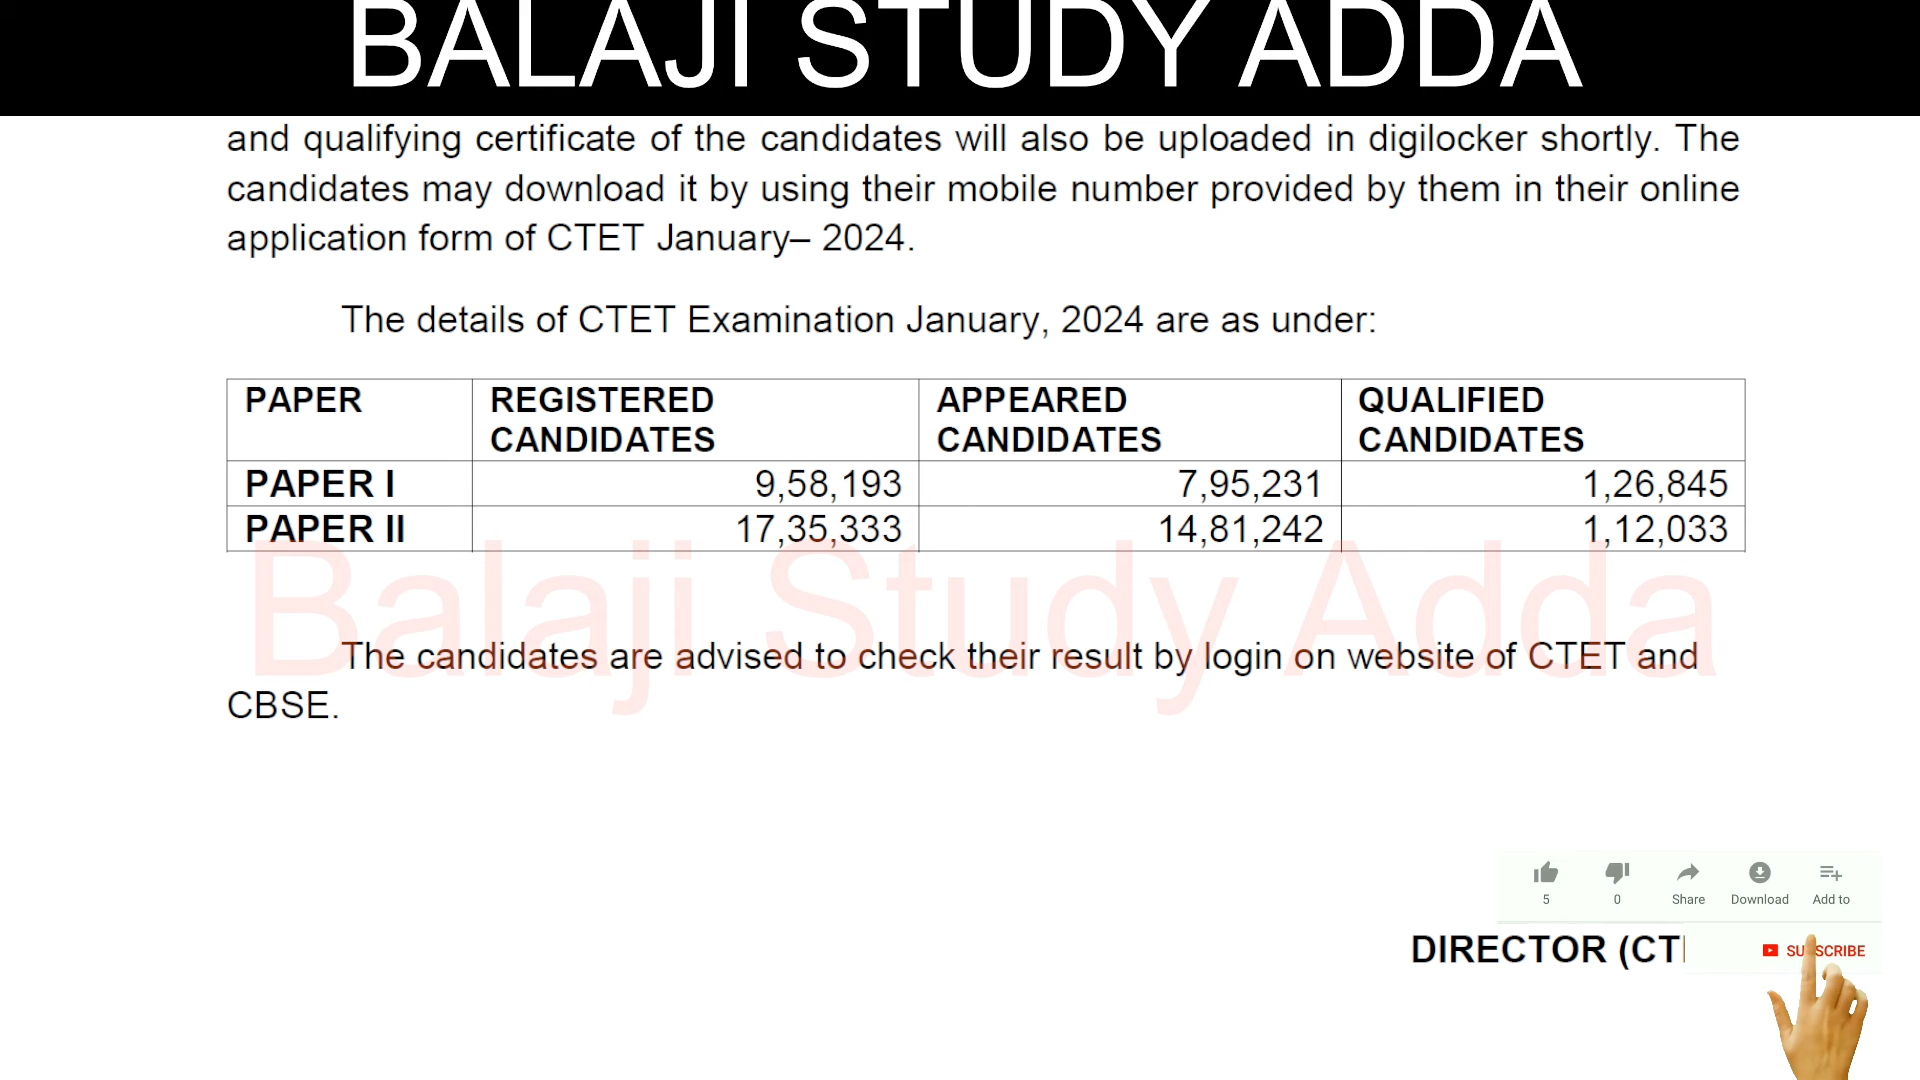 BALAJI STUDY ADDA
and qualifying certificate of the candidates will also be uploaded in digilocker shortly. The
candidates may download it by using their mobile number provided by them in their online
application form of CTET January– 2024.
The details of CTET Examination January, 2024 are as under:
PAPER REGISTERED CANDIDATES APPEARED CANDIDATES QUALIFIED CANDIDATES
PAPER I 9,58,193 7,95,231 1,26,845
PAPER II 17,35,333 14,81,242 1,12,033
Balaji Study Adda
The candidates are advised to check their result by login on website of CTET and
CBSE.
5 0 Share Download Add to
DIRECTOR (CT
SUBSCRIBE